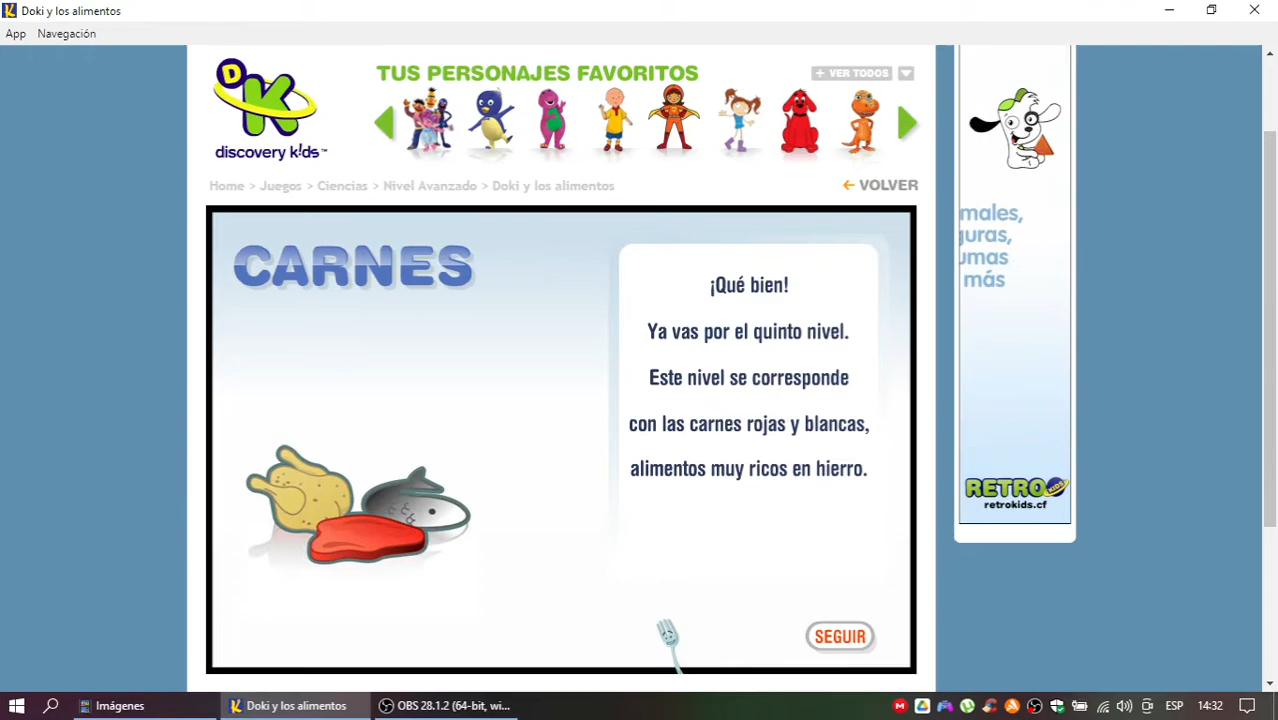 Doki y los alimentos
App Navegación
DK
discovery k!ds™
TUS PERSONAJES FAVORITOS
+ VER TODOS
Home > Juegos > Ciencias > Nivel Avanzado > Doki y los alimentos
VOLVER
CARNES
¡Qué bien!
Ya vas por el quinto nivel.
Este nivel se corresponde
con las carnes rojas y blancas,
alimentos muy ricos en hierro.
SEGUIR
males,
guras,
umas
más
RETRO KIDS
retrokids.cf
Imágenes
Doki y los alimentos
OBS 28.1.2 (64-bit, wi...
ESP
14:32